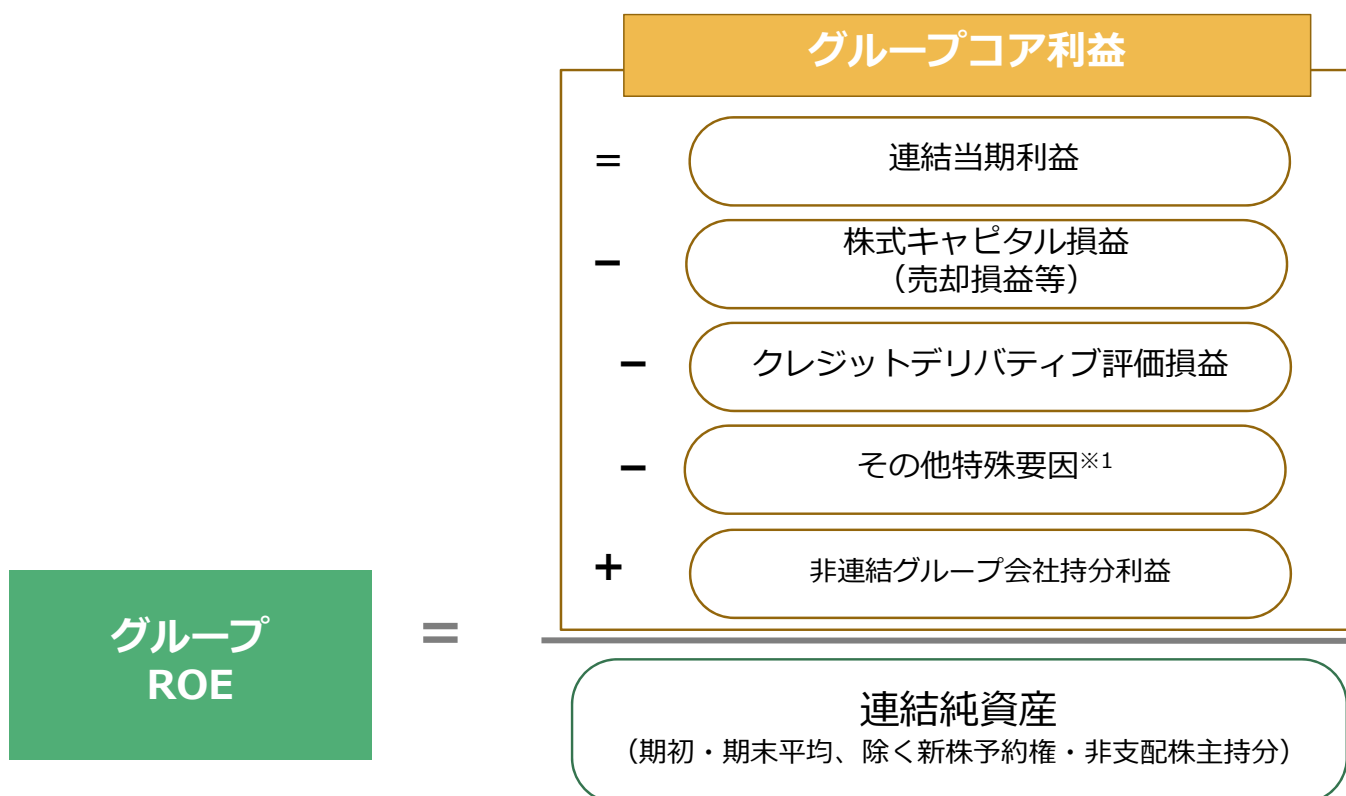 グループコア利益
= 連結当期利益
− 株式キャピタル損益
（売却損益等）
− クレジットデリバティブ評価損益
− その他特殊要因※1
+ 非連結グループ会社持分利益
グループ
ROE
=
連結純資産
（期初・期末平均、除く新株予約権・非支配株主持分）